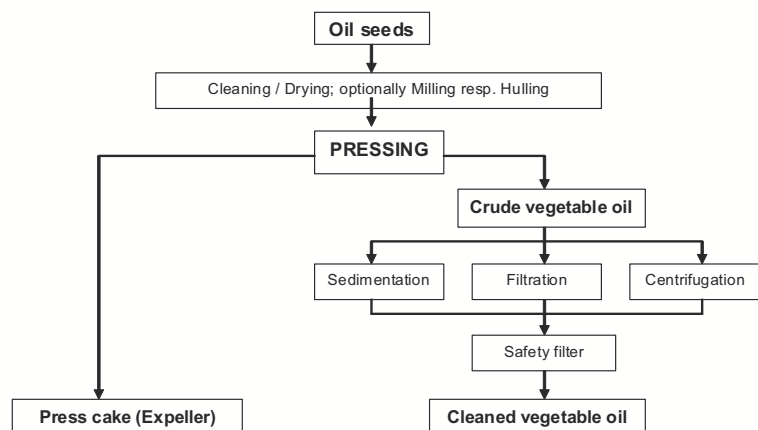 Oil seeds
Cleaning / Drying; optionally Milling resp. Hulling
PRESSING
Crude vegetable oil
Sedimentation
Filtration
Centrifugation
Safety filter
Press cake (Expeller)
Cleaned vegetable oil